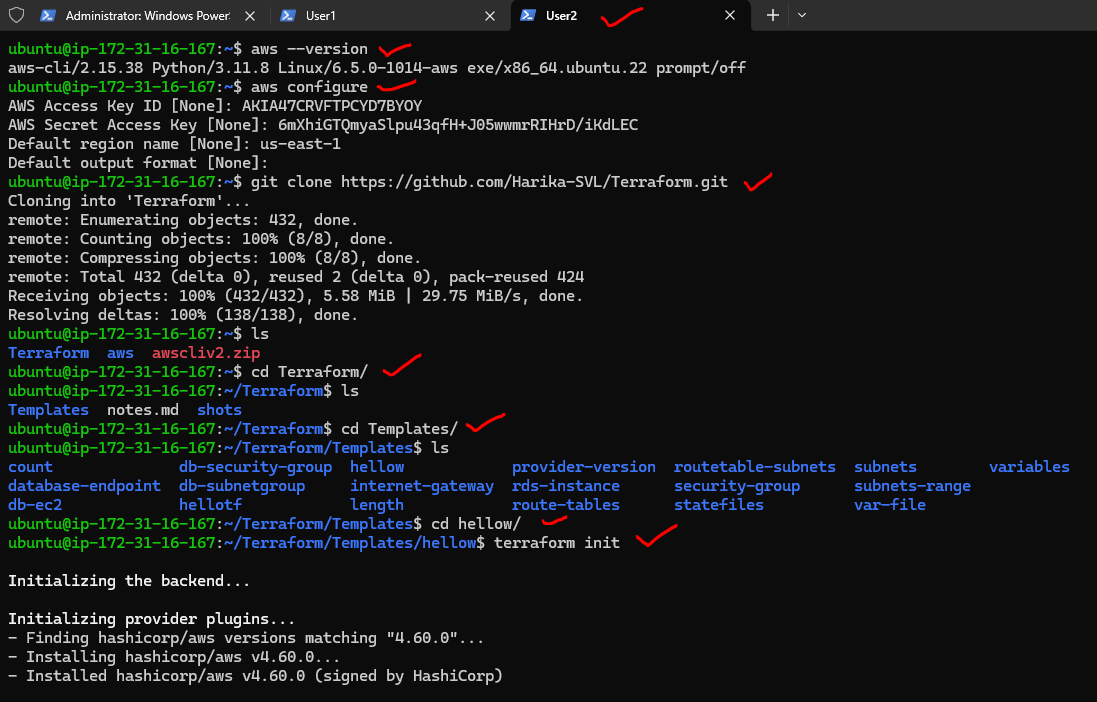 Administrator: Windows Power
User1
User2
ubuntu@ip-172-31-16-167:~$ aws --version
aws-cli/2.15.38 Python/3.11.8 Linux/6.5.0-1014-aws exe/x86_64.ubuntu.22 prompt/off
ubuntu@ip-172-31-16-167:~$ aws configure
AWS Access Key ID [None]: AKIA47CRVFTPCYD7BYOY
AWS Secret Access Key [None]: 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
Default region name [None]: us-east-1
Default output format [None]:
ubuntu@ip-172-31-16-167:~$ git clone https://github.com/Harika-SVL/Terraform.git
Cloning into 'Terraform'...
remote: Enumerating objects: 432, done.
remote: Counting objects: 100% (8/8), done.
remote: Compressing objects: 100% (8/8), done.
remote: Total 432 (delta 0), reused 2 (delta 0), pack-reused 424
Receiving objects: 100% (432/432), 5.58 MiB | 29.75 MiB/s, done.
Resolving deltas: 100% (138/138), done.
ubuntu@ip-172-31-16-167:~$ ls
Terraform aws awscliv2.zip
ubuntu@ip-172-31-16-167:~$ cd Terraform/
ubuntu@ip-172-31-16-167:~/Terraform$ ls
Templates notes.md shots
ubuntu@ip-172-31-16-167:~/Terraform$ cd Templates/
ubuntu@ip-172-31-16-167:~/Terraform/Templates$ ls
count db-security-group hellow provider-version routetable-subnets subnets variables
database-endpoint db-subnetgroup internet-gateway rds-instance security-group subnets-range
db-ec2 hellotf length route-tables statefiles var-file
ubuntu@ip-172-31-16-167:~/Terraform/Templates$ cd hellow/
ubuntu@ip-172-31-16-167:~/Terraform/Templates/hellow$ terraform init
Initializing the backend...
Initializing provider plugins...
- Finding hashicorp/aws versions matching "4.60.0"...
- Installing hashicorp/aws v4.60.0...
- Installed hashicorp/aws v4.60.0 (signed by HashiCorp)